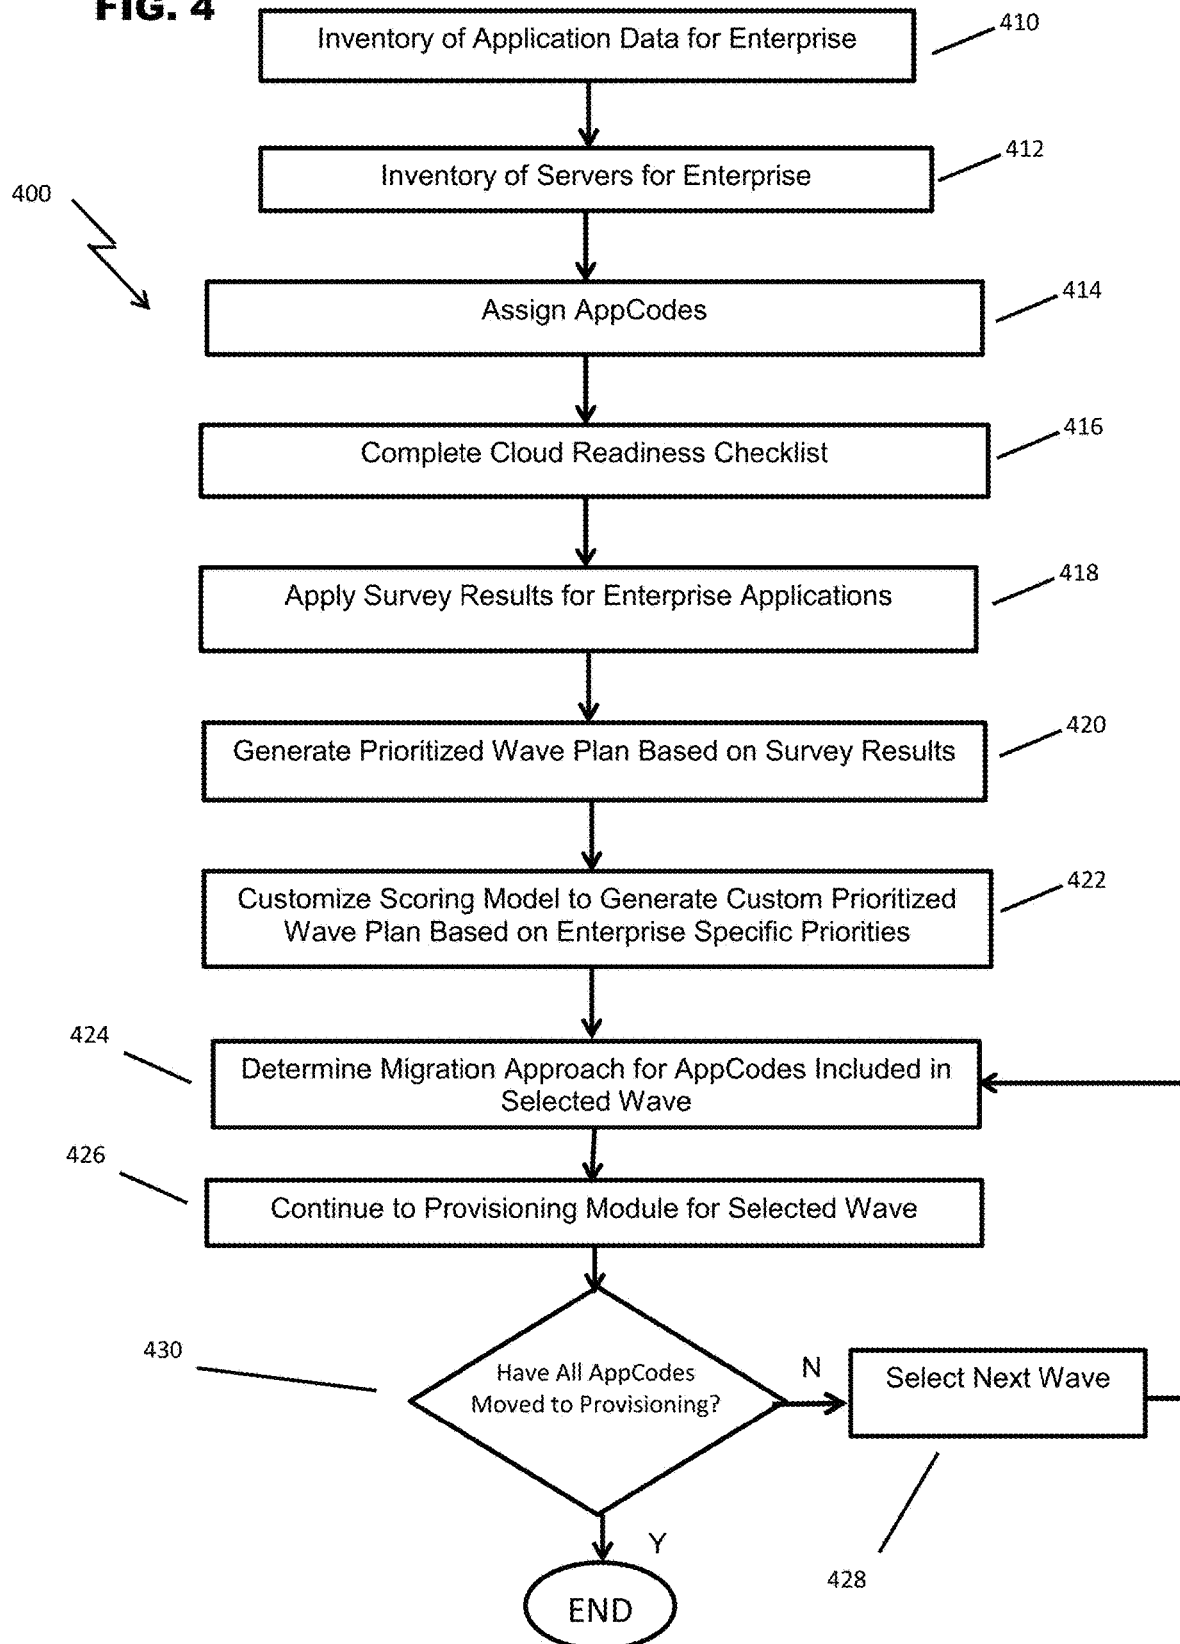 FIG. 4
Inventory of Application Data for Enterprise
410
Inventory of Servers for Enterprise
412
400
Assign AppCodes
414
Complete Cloud Readiness Checklist
416
Apply Survey Results for Enterprise Applications
418
Generate Prioritized Wave Plan Based on Survey Results
420
Customize Scoring Model to Generate Custom Prioritized
Wave Plan Based on Enterprise Specific Priorities
422
424
Determine Migration Approach for AppCodes Included in
Selected Wave
426
Continue to Provisioning Module for Selected Wave
430
Have All AppCodes
Moved to Provisioning?
N
Select Next Wave
428
Y
END